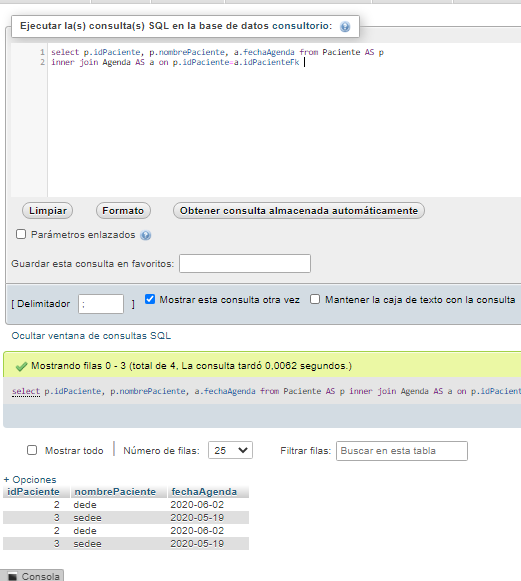 Ejecutar la(s) consulta(s) SQL en la base de datos consultorio:
1 select p.idPaciente, p.nombrePaciente, a.fechaAgenda from Paciente AS p
2 inner join Agenda AS a on p.idPaciente=a.idPacienteFk
Limpiar Formato Obtener consulta almacenada automáticamente
Parámetros enlazados
Guardar esta consulta en favoritos:
[ Delimitador ; ] Mostrar esta consulta otra vez Mantener la caja de texto con la consulta
Ocultar ventana de consultas SQL
Mostrando filas 0 - 3 (total de 4, La consulta tardó 0,0062 segundos.)
select p.idPaciente, p.nombrePaciente, a.fechaAgenda from Paciente AS p inner join Agenda AS a on p.idPacient
Mostrar todo Número de filas: 25 Filtrar filas: Buscar en esta tabla
+ Opciones
idPaciente nombrePaciente fechaAgenda
2 dede 2020-06-02
3 sedee 2020-05-19
2 dede 2020-06-02
3 sedee 2020-05-19
Consola